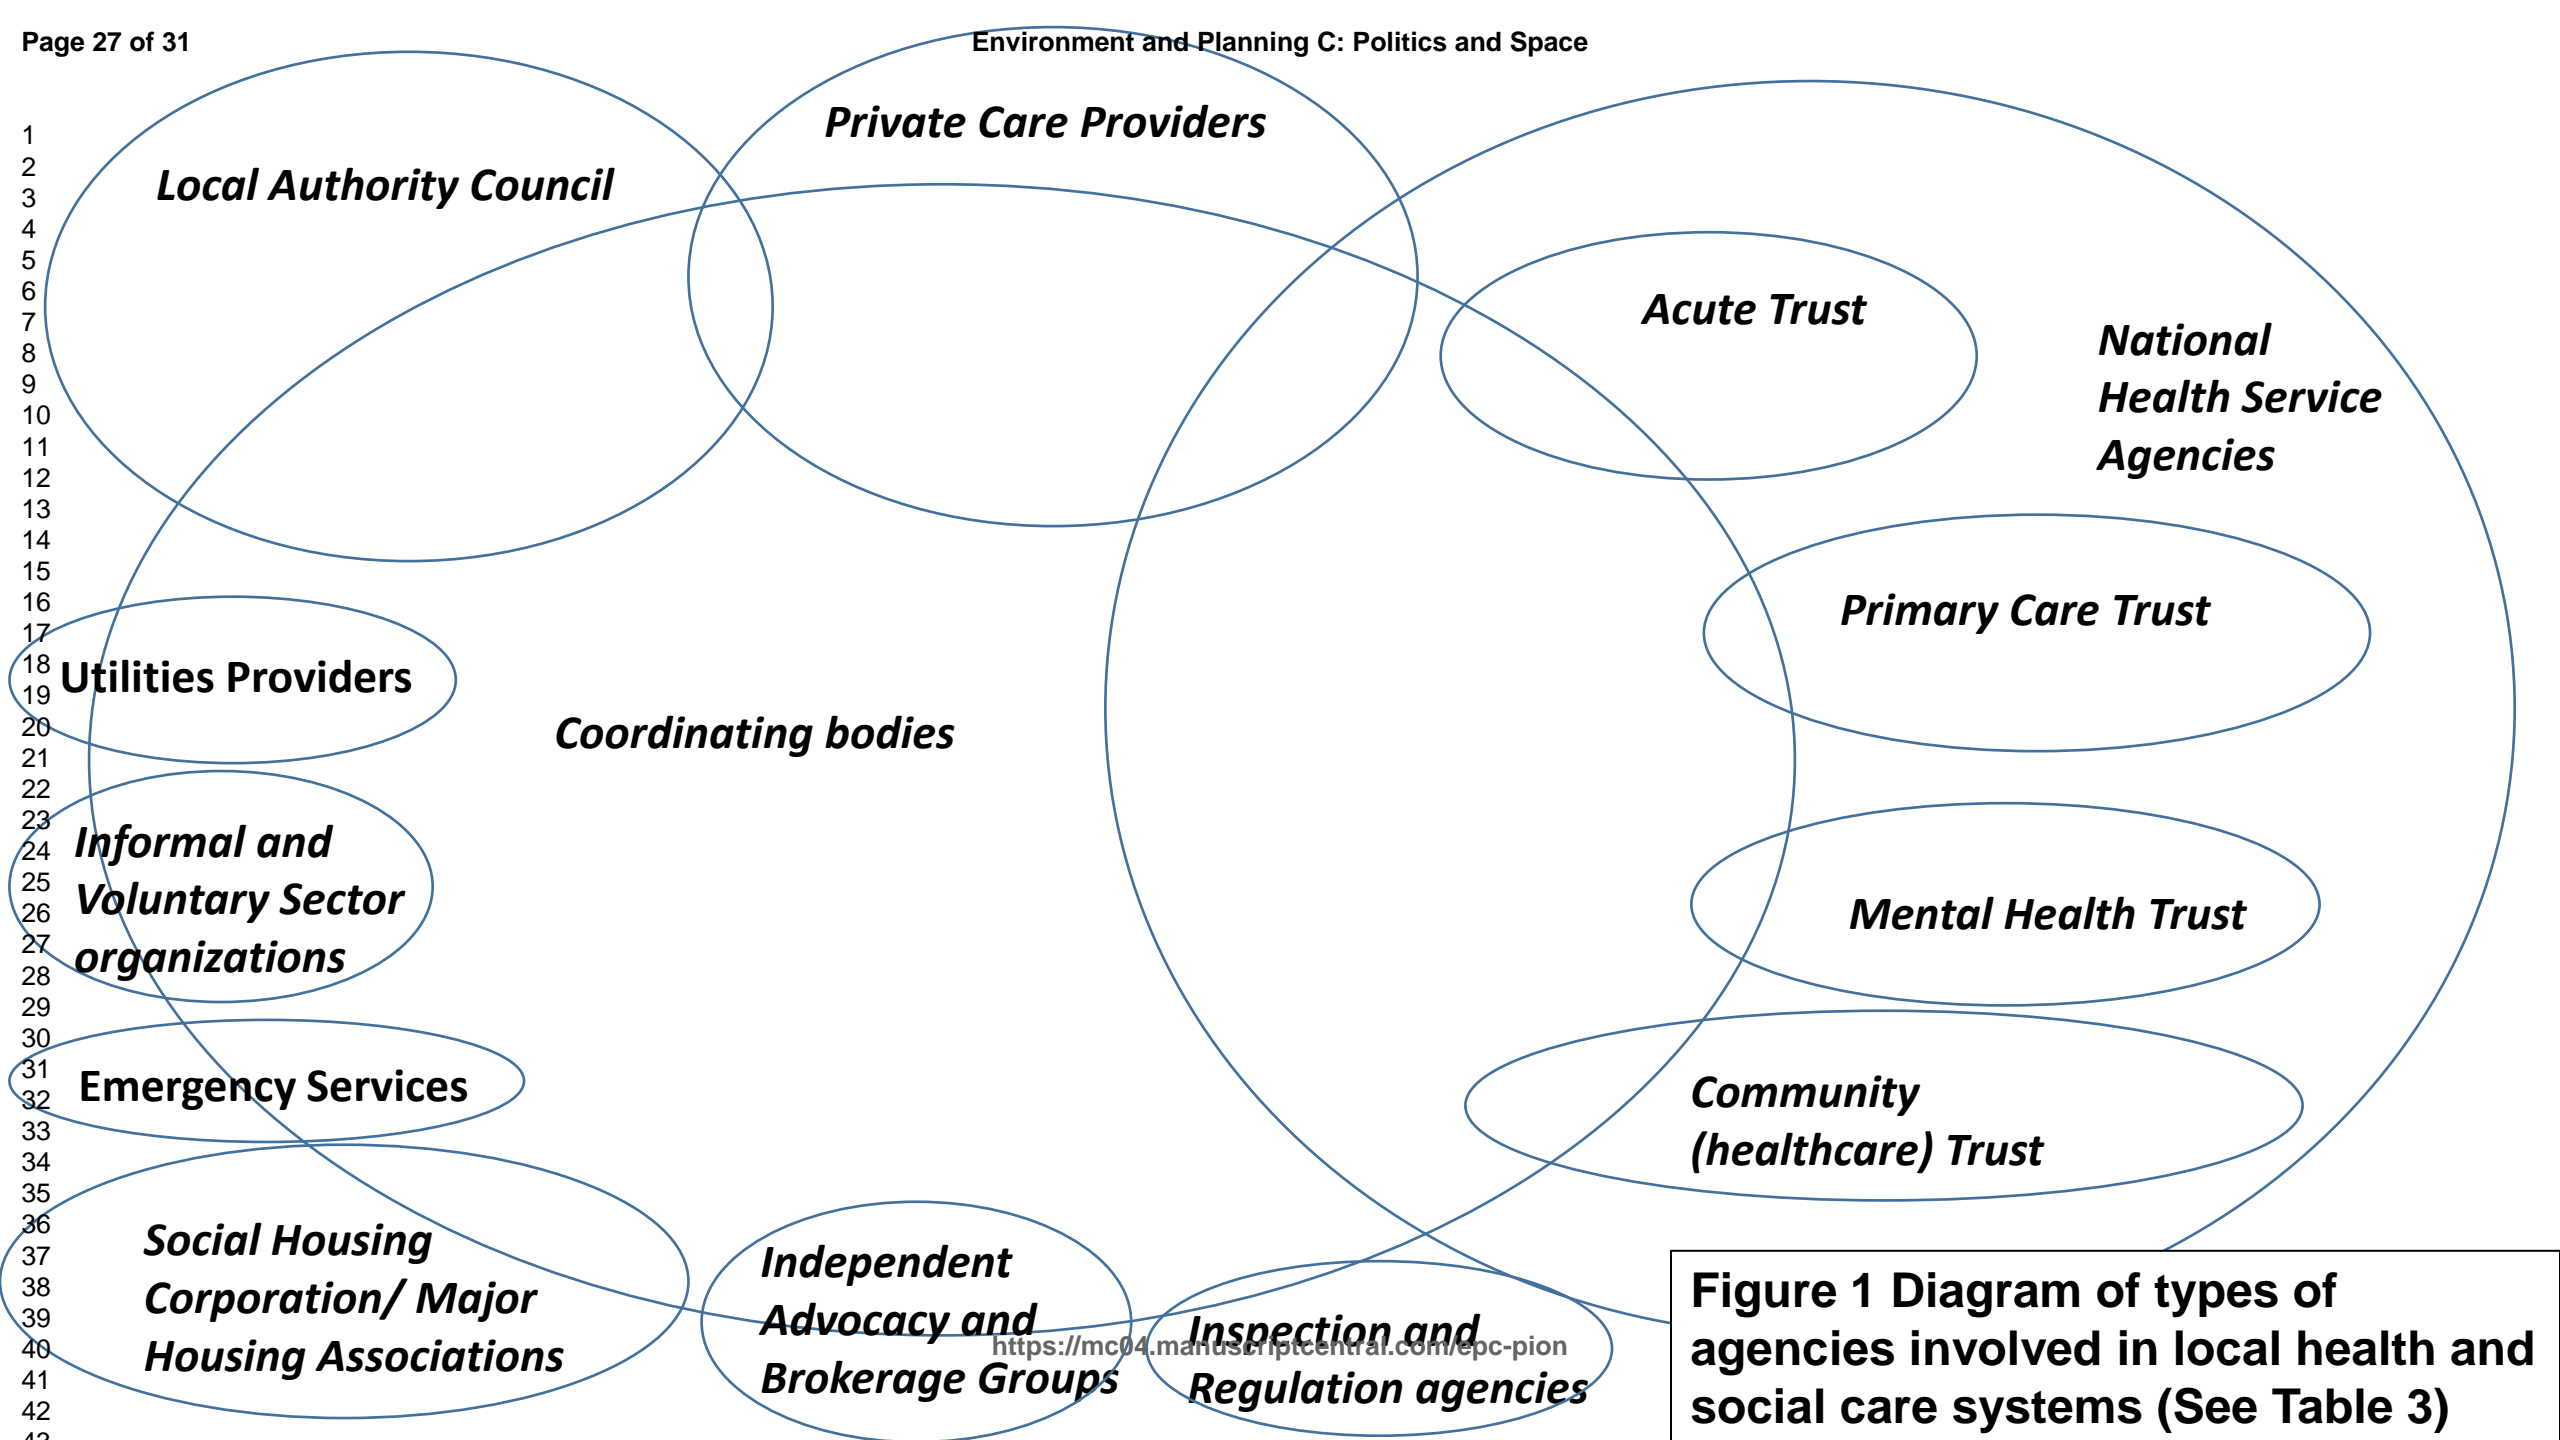 Page 27 of 31
Environment and Planning C: Politics and Space
1
2
3
4
5
6
7
8
9
10
11
12
13
14
15
16
17
18
19
20
21
22
23
24
25
26
27
28
29
30
31
32
33
34
35
36
37
38
39
40
41
42
43
Private Care Providers
Local Authority Council
Acute Trust
National
Health Service
Agencies
Primary Care Trust
Utilities Providers
Coordinating bodies
Informal and
Voluntary Sector
organizations
Mental Health Trust
Emergency Services
Community
(healthcare) Trust
Social Housing
Corporation/ Major
Housing Associations
Independent
Advocacy and
Brokerage Groups
Inspection and
Regulation agencies
https://mc04.manuscriptcentral.com/epc-pion
Figure 1 Diagram of types of
agencies involved in local health and
social care systems (See Table 3)